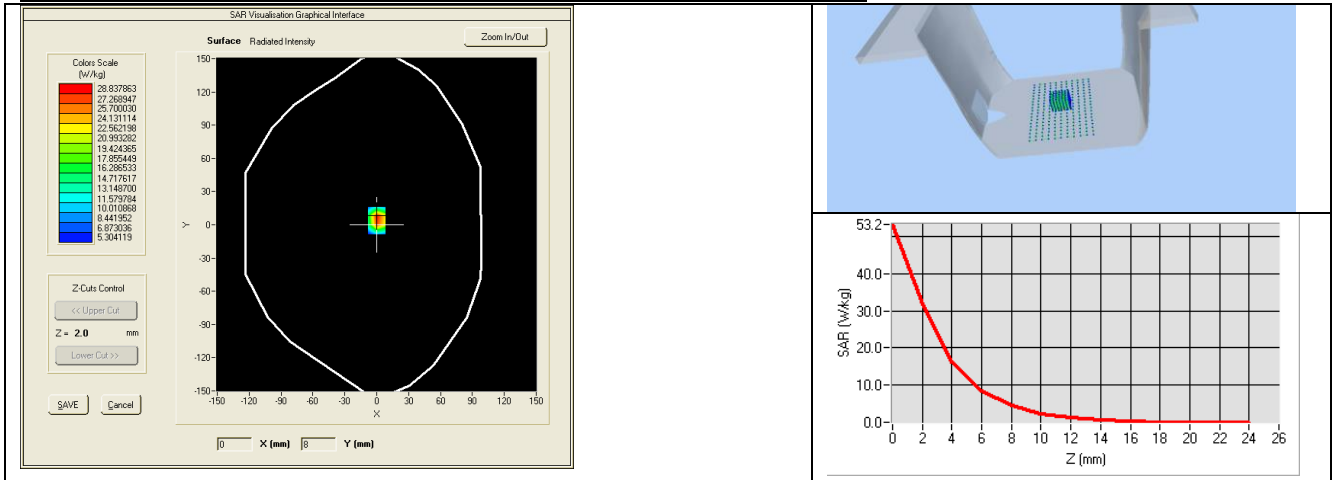 SAR Visualisation Graphical Interface
Surface Radiated Intensity
Zoom In/Out
Colors Scale
(W/kg)
28.837863
27.268947
25.700030
24.131114
22.562198
20.993282
19.424365
17.855449
16.286533
14.717617
13.148700
11.579784
10.010868
8.441952
6.873036
5.304119
Z-Cuts Control
<< Upper Cut
Z = 2.0 mm
Lower Cut >>
SAVE Cancel
150-
120-
90-
60-
30-
0-
-30-
-60-
-90-
-120-
-150-
Y
-150 -120 -90 -60 -30 0 30 60 90 120 150
X
0 X (mm) 8 Y (mm)
53.2-
40.0-
30.0-
20.0-
10.0-
0.0-
SAR (W/kg)
0 2 4 6 8 10 12 14 16 18 20 22 24 26
Z (mm)